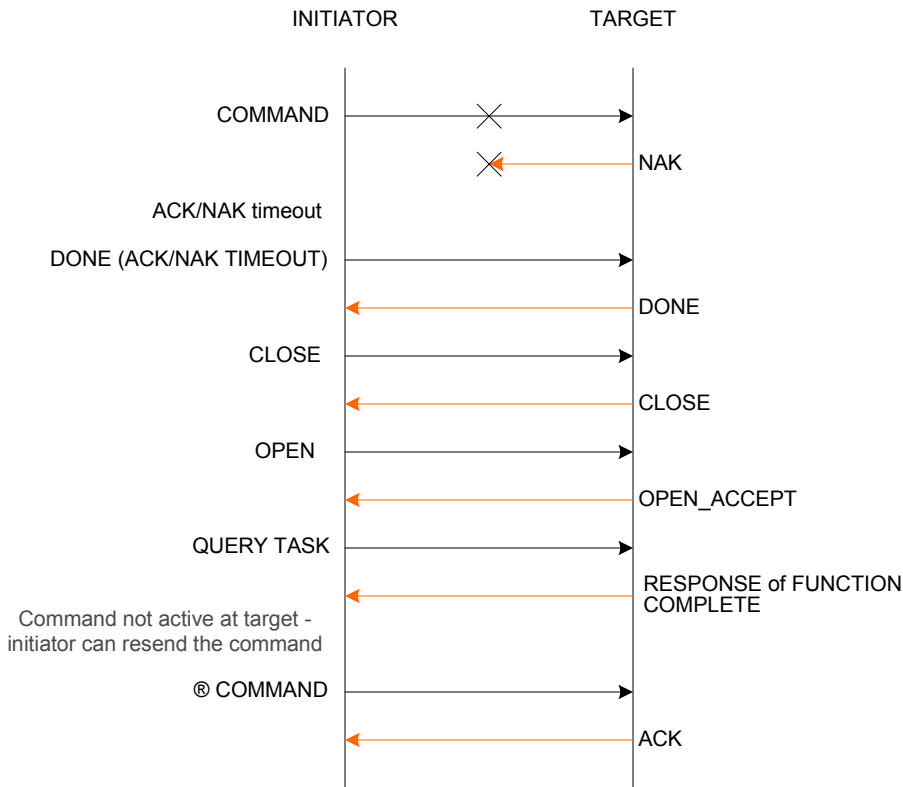 INITIATOR
TARGET
COMMAND
NAK
ACK/NAK timeout
DONE (ACK/NAK TIMEOUT)
DONE
CLOSE
CLOSE
OPEN
OPEN_ACCEPT
QUERY TASK
RESPONSE of FUNCTION
COMPLETE
Command not active at target -
initiator can resend the command
® COMMAND
ACK